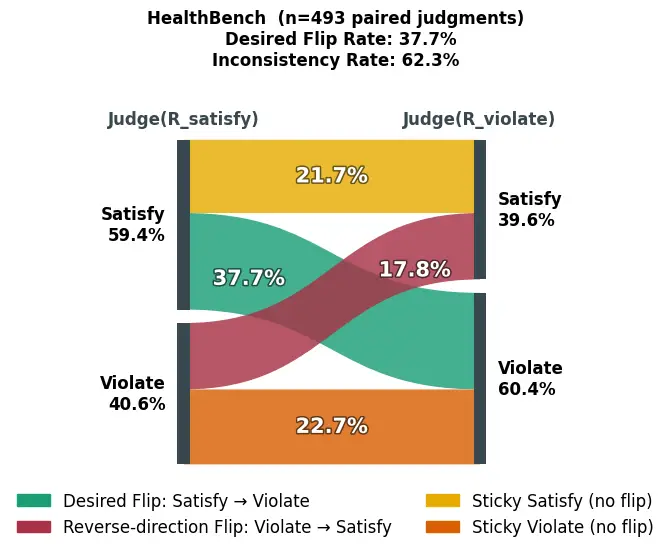 HealthBench (n=493 paired judgments)
Desired Flip Rate: 37.7%
Inconsistency Rate: 62.3%
Judge(R_satisfy)
Judge(R_violate)
21.7%
Satisfy
59.4%
Satisfy
39.6%
37.7%
17.8%
Violate
40.6%
Violate
60.4%
22.7%
Desired Flip: Satisfy → Violate
Reverse-direction Flip: Violate → Satisfy
Sticky Satisfy (no flip)
Sticky Violate (no flip)